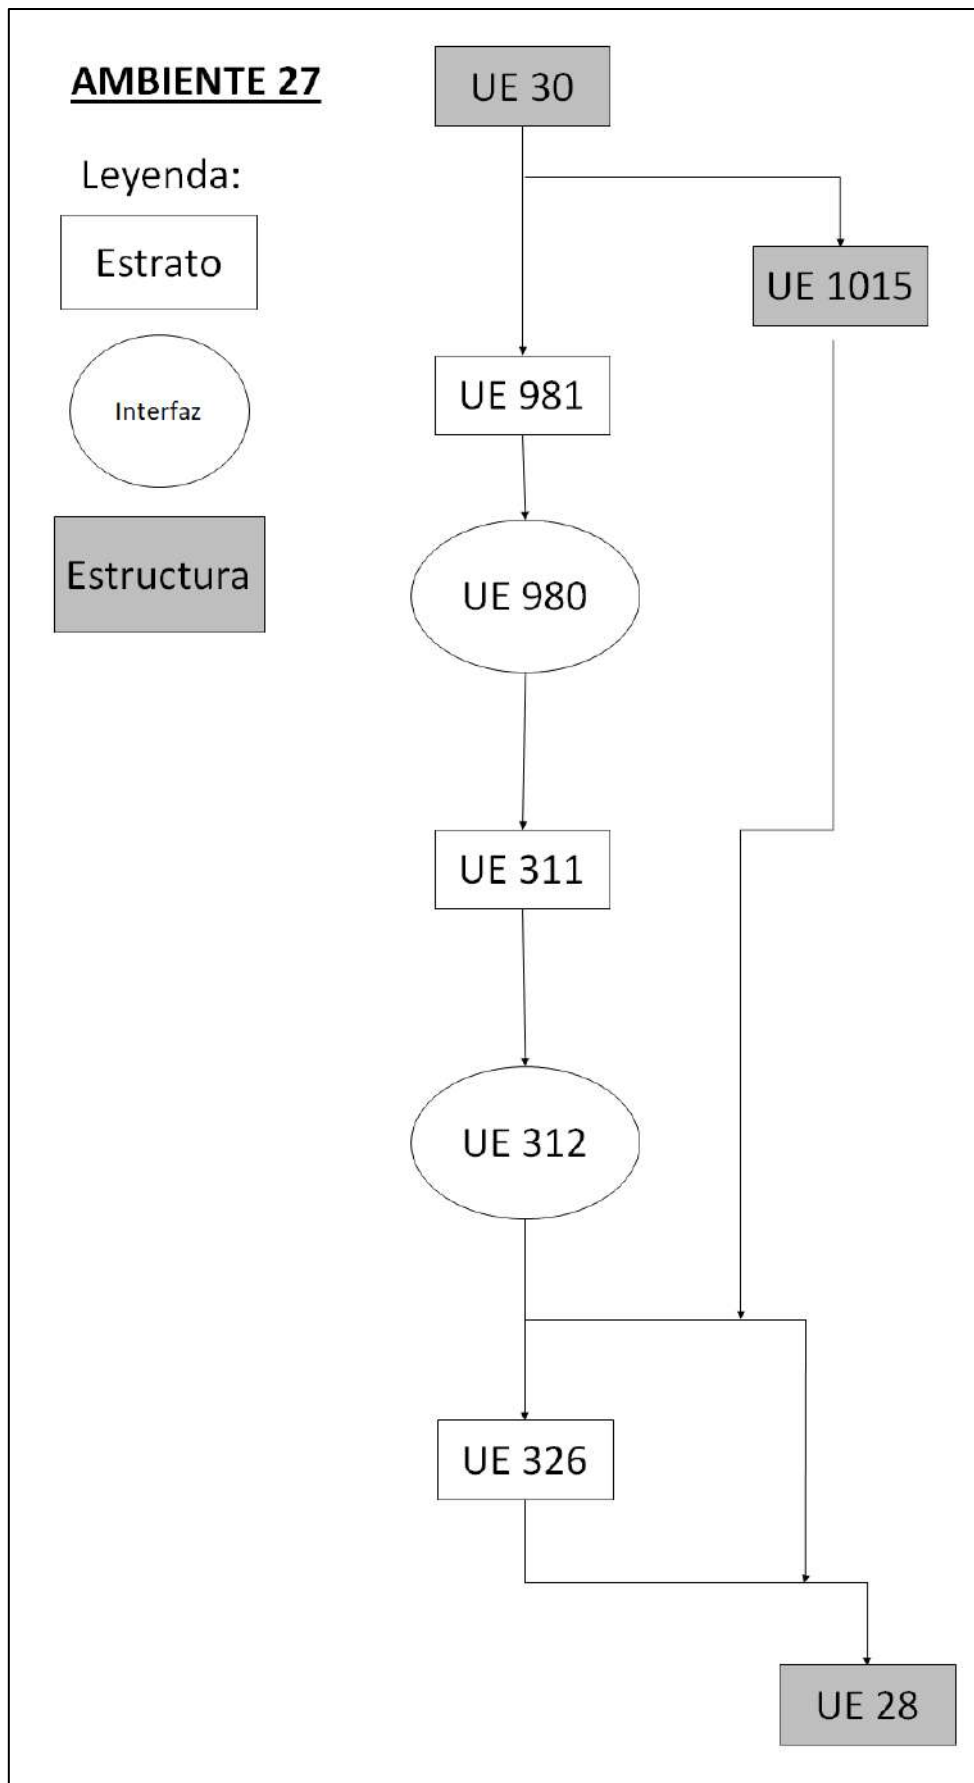 AMBIENTE 27
Leyenda:
Estrato
Interfaz
Estructura
UE 30
UE 1015
UE 981
UE 980
UE 311
UE 312
UE 326
UE 28